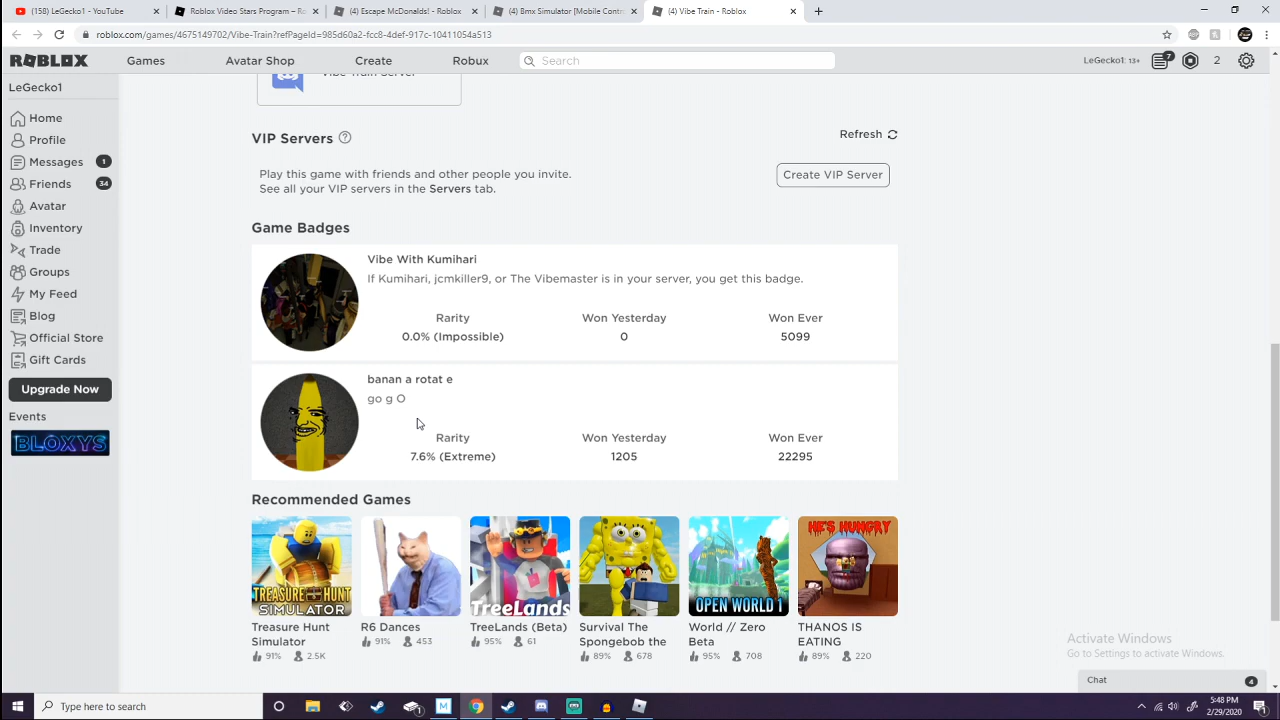 (158) LeGecko1 - YouTube
Roblox Video Stars Program – Ro
(4) Escape McDonalds! - Roblox
(4) Bmx Simulator [Mobile Contr
(4) Vibe Train - Roblox
roblox.com/games/4675149702/Vibe-Train?refPageId=985d60a2-fcc8-4def-917c-10411054a513
ROBLOX
Games
Avatar Shop
Create
Robux
Search
LeGecko1: 13+
7
2
LeGecko1
Home
Profile
Messages 1
Friends 34
Avatar
Inventory
Trade
Groups
My Feed
Blog
Official Store
Gift Cards
Upgrade Now
Events
BLOXYS
Vibe Train Server
VIP Servers ?
Refresh
Play this game with friends and other people you invite.
See all your VIP servers in the Servers tab.
Create VIP Server
Game Badges
Vibe With Kumihari
If Kumihari, jcmkiller9, or The Vibemaster is in your server, you get this badge.
Rarity Won Yesterday Won Ever
0.0% (Impossible) 0 5099
banan a rotat e
go g O
Rarity Won Yesterday Won Ever
7.6% (Extreme) 1205 22295
Recommended Games
TREASURE HUNT
SIMULATOR
TreeLands
OPEN WORLD 1
HE'S HUNGRY
Treasure Hunt
Simulator
91% 2.5K
R6 Dances
91% 453
TreeLands (Beta)
95% 61
Survival The
Spongebob the
89% 678
World // Zero
Beta
95% 708
THANOS IS
EATING
89% 220
Activate Windows
Go to Settings to activate Windows.
Chat 4
Type here to search
1
M
5:48 PM
2/29/2020
1